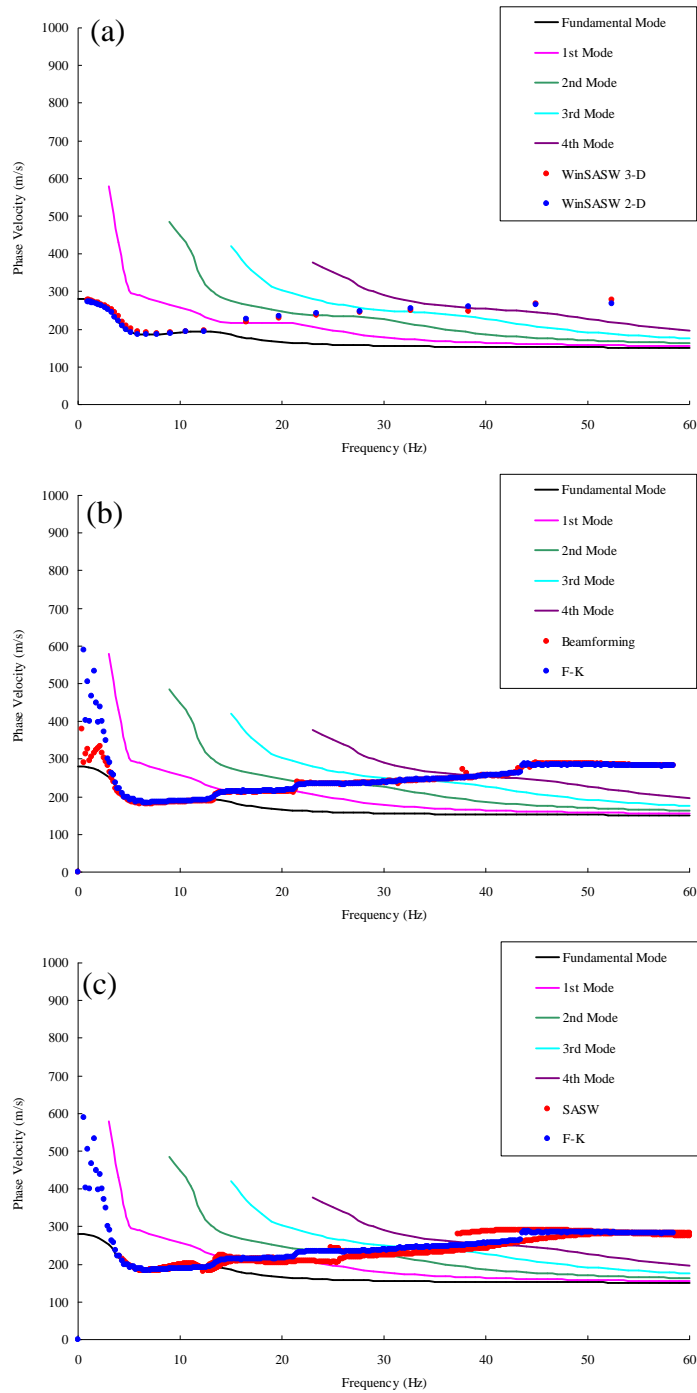 (a)
1000
900
800
700
600
500
400
300
200
100
0
Phase Velocity (m/s)
0 10 20 30 40 50 60
Frequency (Hz)
Fundamental Mode
1st Mode
2nd Mode
3rd Mode
4th Mode
WinSASW 3-D
WinSASW 2-D
(b)
1000
900
800
700
600
500
400
300
200
100
0
Phase Velocity (m/s)
0 10 20 30 40 50 60
Frequency (Hz)
Fundamental Mode
1st Mode
2nd Mode
3rd Mode
4th Mode
Beamforming
F-K
(c)
1000
900
800
700
600
500
400
300
200
100
0
Phase Velocity (m/s)
0 10 20 30 40 50 60
Frequency (Hz)
Fundamental Mode
1st Mode
2nd Mode
3rd Mode
4th Mode
SASW
F-K